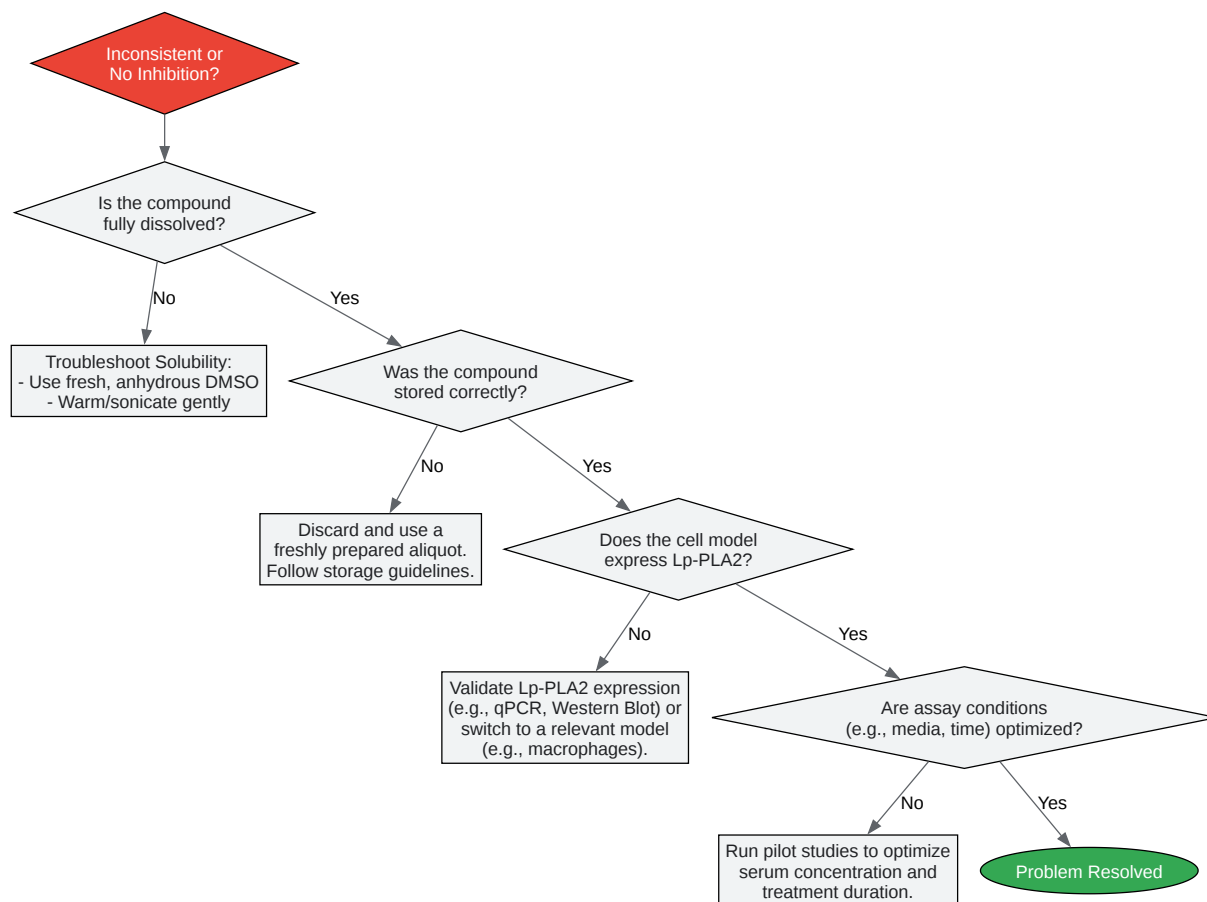 Inconsistent or
No Inhibition?
Is the compound
fully dissolved?
No
Yes
Troubleshoot Solubility:
- Use fresh, anhydrous DMSO
- Warm/sonicate gently
Was the compound
stored correctly?
No
Yes
Discard and use a
freshly prepared aliquot.
Follow storage guidelines.
Does the cell model
express Lp-PLA2?
No
Yes
Validate Lp-PLA2 expression
(e.g., qPCR, Western Blot) or
switch to a relevant model
(e.g., macrophages).
Are assay conditions
(e.g., media, time) optimized?
No
Yes
Run pilot studies to optimize
serum concentration and
treatment duration.
Problem Resolved